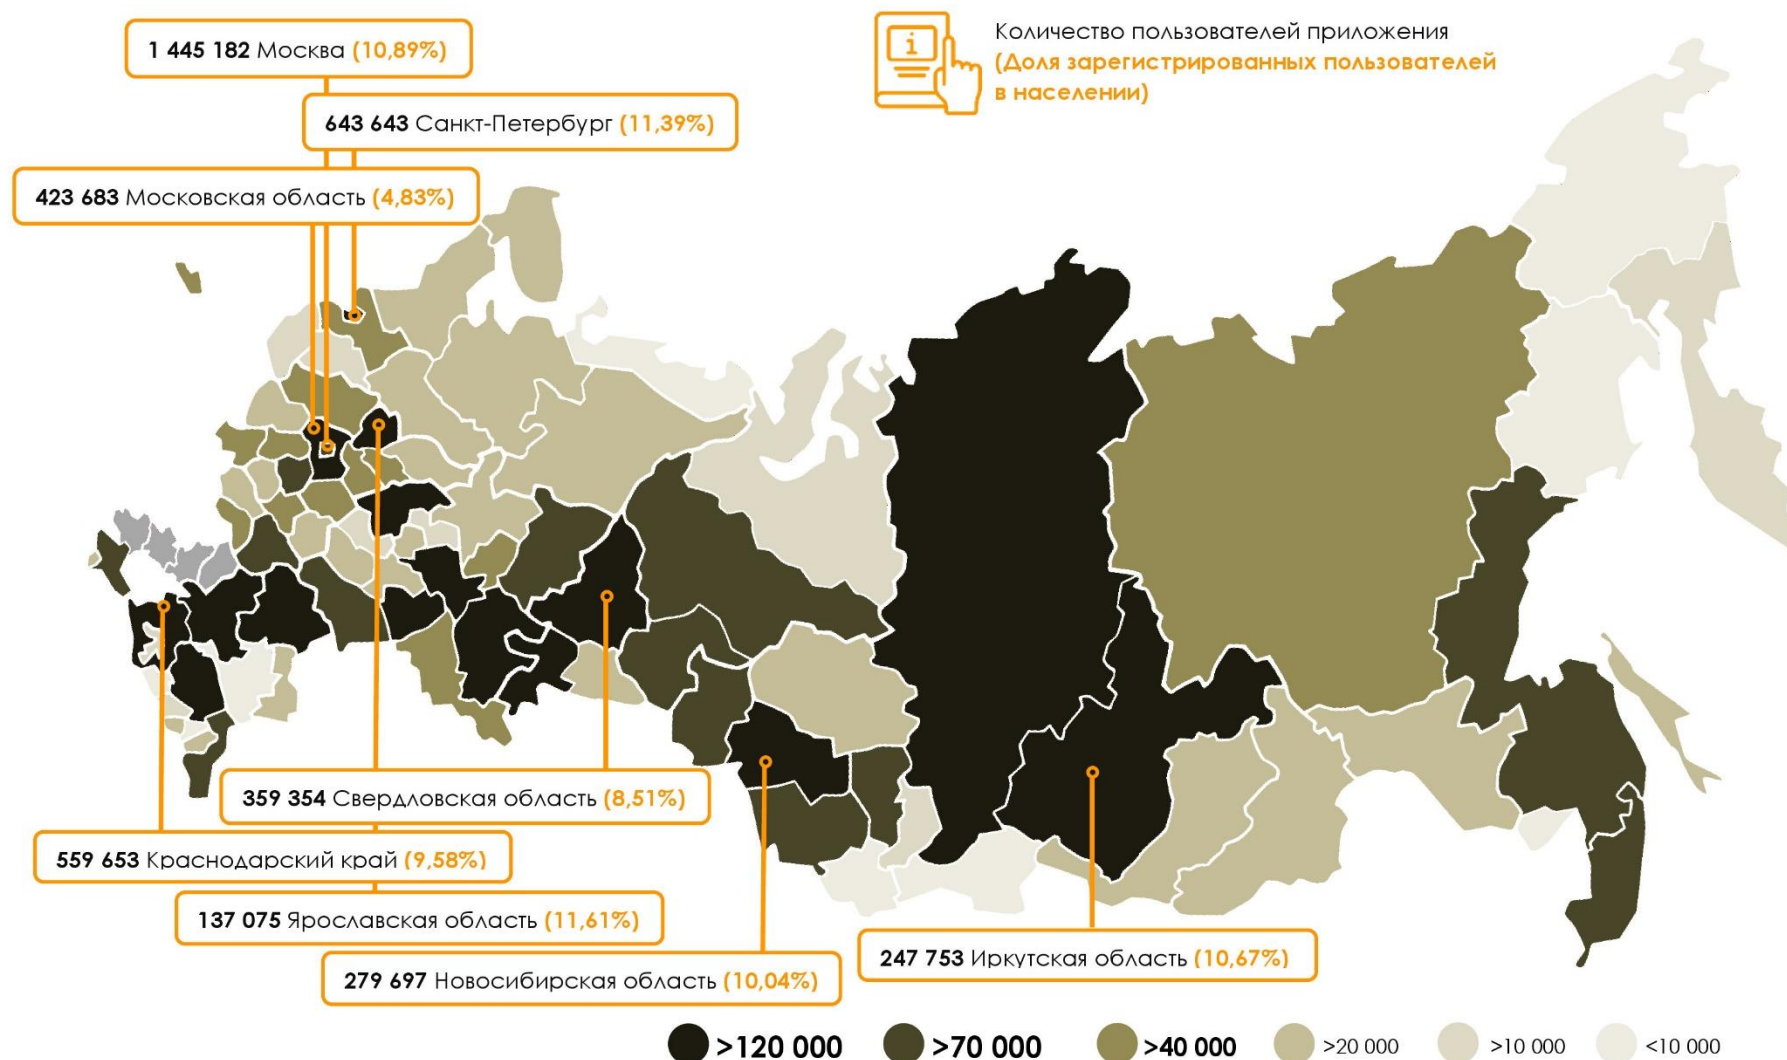 1 445 182 Москва (10,89%)
Количество пользователей приложения
(Доля зарегистрированных пользователей
в населении)
i
643 643 Санкт-Петербург (11,39%)
423 683 Московская область (4,83%)
359 354 Свердловская область (8,51%)
559 653 Краснодарский край (9,58%)
137 075 Ярославская область (11,61%)
247 753 Иркутская область (10,67%)
279 697 Новосибирская область (10,04%)
>120 000 >70 000 >40 000 >20 000 >10 000 <10 000